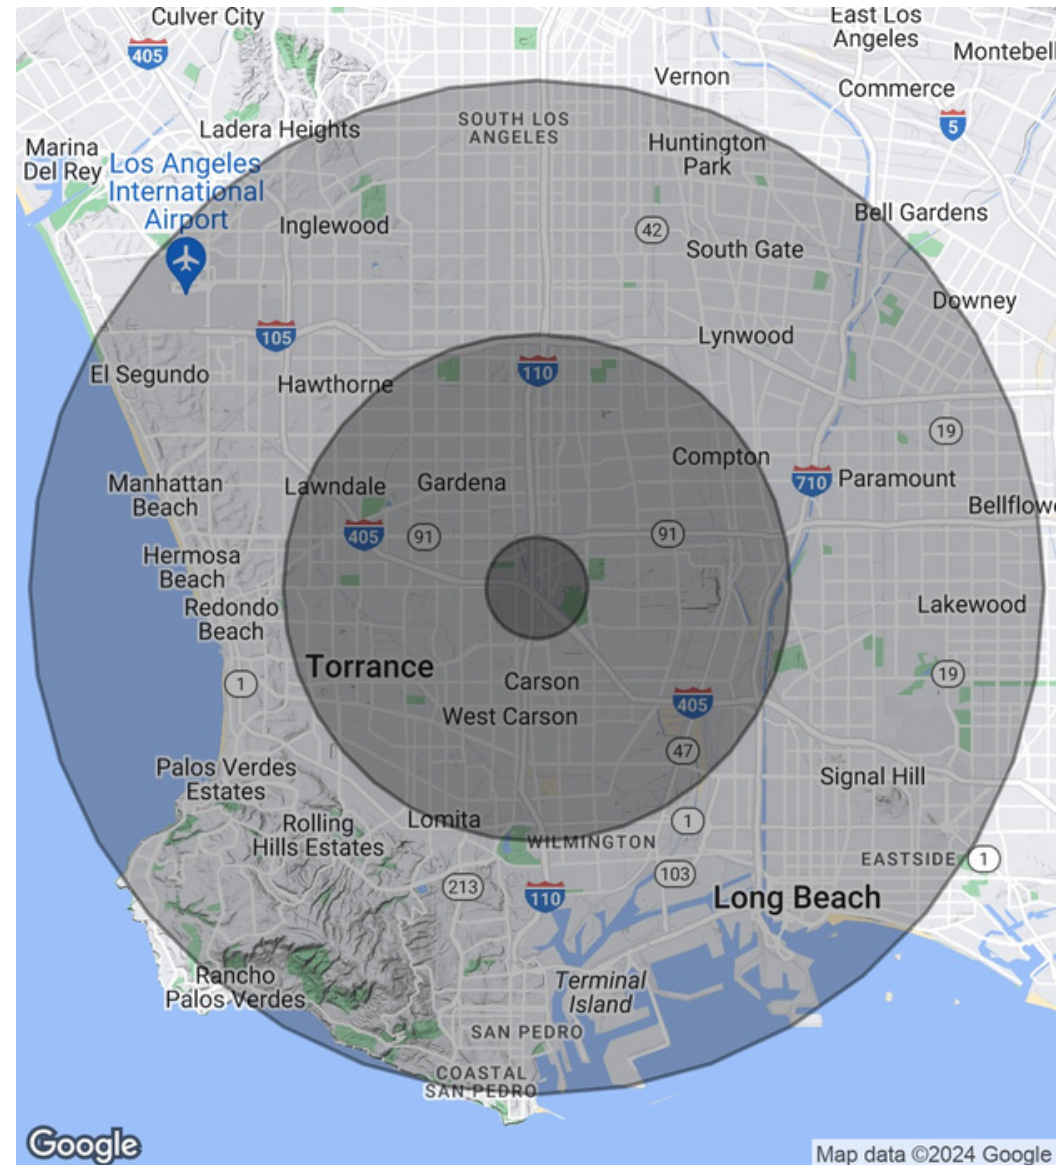 Culver City
East Los
Angeles
405
Montebell
Vernon
Commerce
5
SOUTH LOS
ANGELES
Ladera Heights
Huntington
Park
Marina
Del Rey
Los Angeles
International
Airport
Bell Gardens
Inglewood
42
South Gate
Downey
105
Lynwood
El Segundo
110
Hawthorne
19
Compton
Manhattan
Beach
Lawndale
Gardena
710
Paramount
Bellflowe
405
91
91
Hermosa
Beach
Redondo
Beach
Lakewood
Torrance
1
Carson
19
West Carson
405
47
Palos Verdes
Estates
Signal Hill
Rolling
Hills Estates
Lomita
1
WILMINGTON
EASTSIDE
1
213
103
110
Long Beach
Rancho
Palos Verdes
Terminal
Island
SAN PEDRO
COASTAL
SAN PEDRO
Google
Map data ©2024 Google